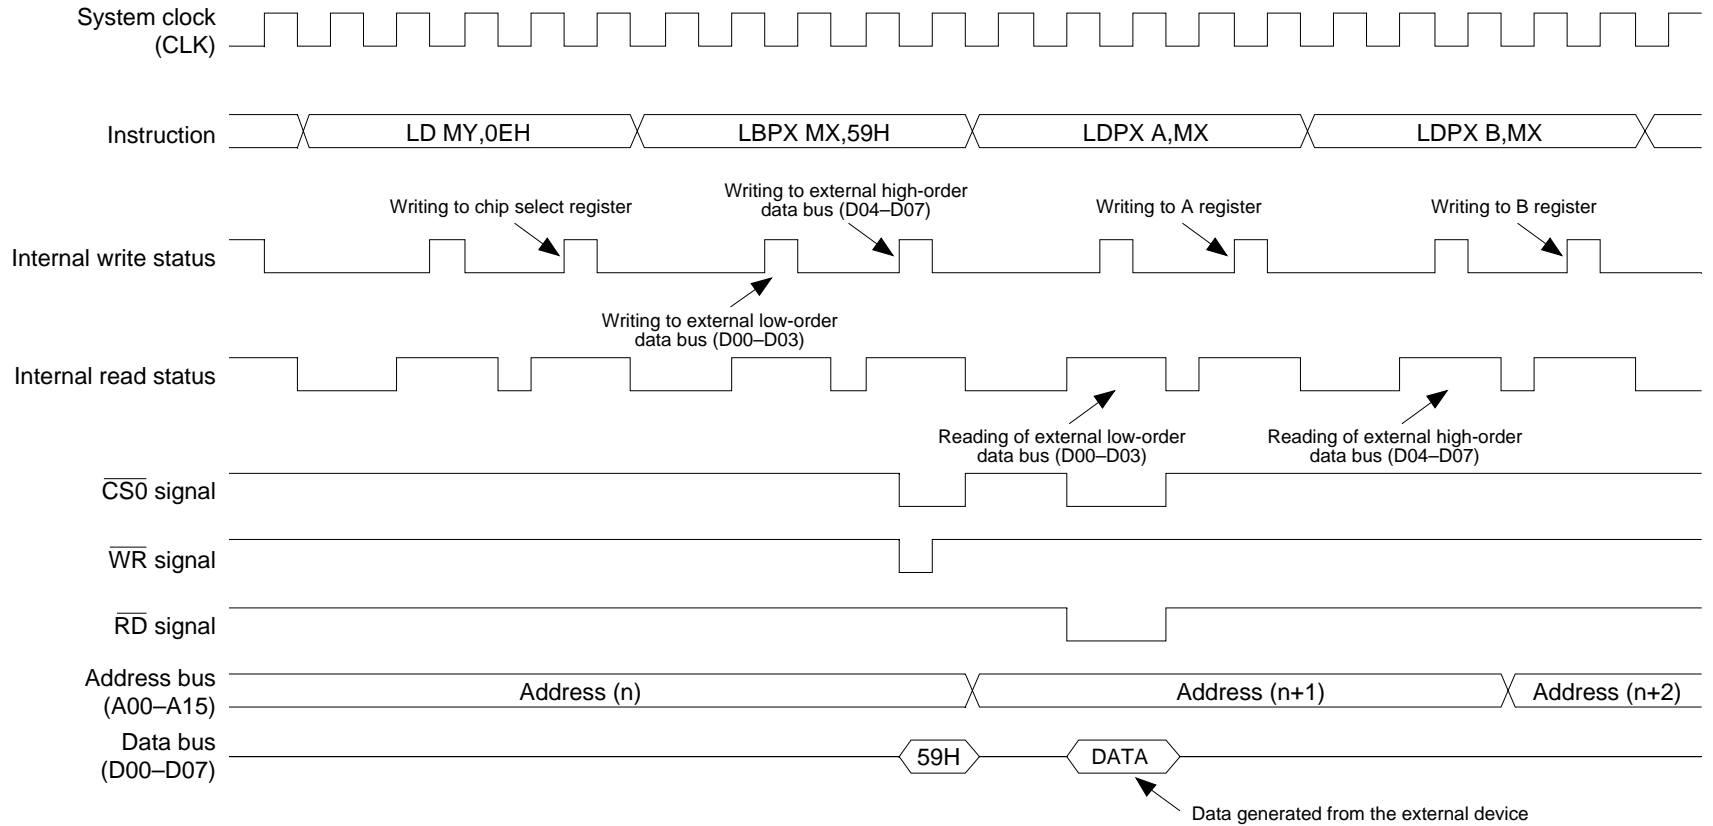 System clock
(CLK)
Instruction
LD MY,0EH
LBPX MX,59H
LDPX A,MX
LDPX B,MX
Writing to chip select register
Writing to external high-order
data bus (D04–D07)
Writing to A register
Writing to B register
Internal write status
Writing to external low-order
data bus (D00–D03)
Internal read status
Reading of external low-order
data bus (D00–D03)
Reading of external high-order
data bus (D04–D07)
C̅S̅0̅ signal
W̅R̅ signal
R̅D̅ signal
Address bus
(A00–A15)
Address (n)
Address (n+1)
Address (n+2)
Data bus
(D00–D07)
59H
DATA
Data generated from the external device